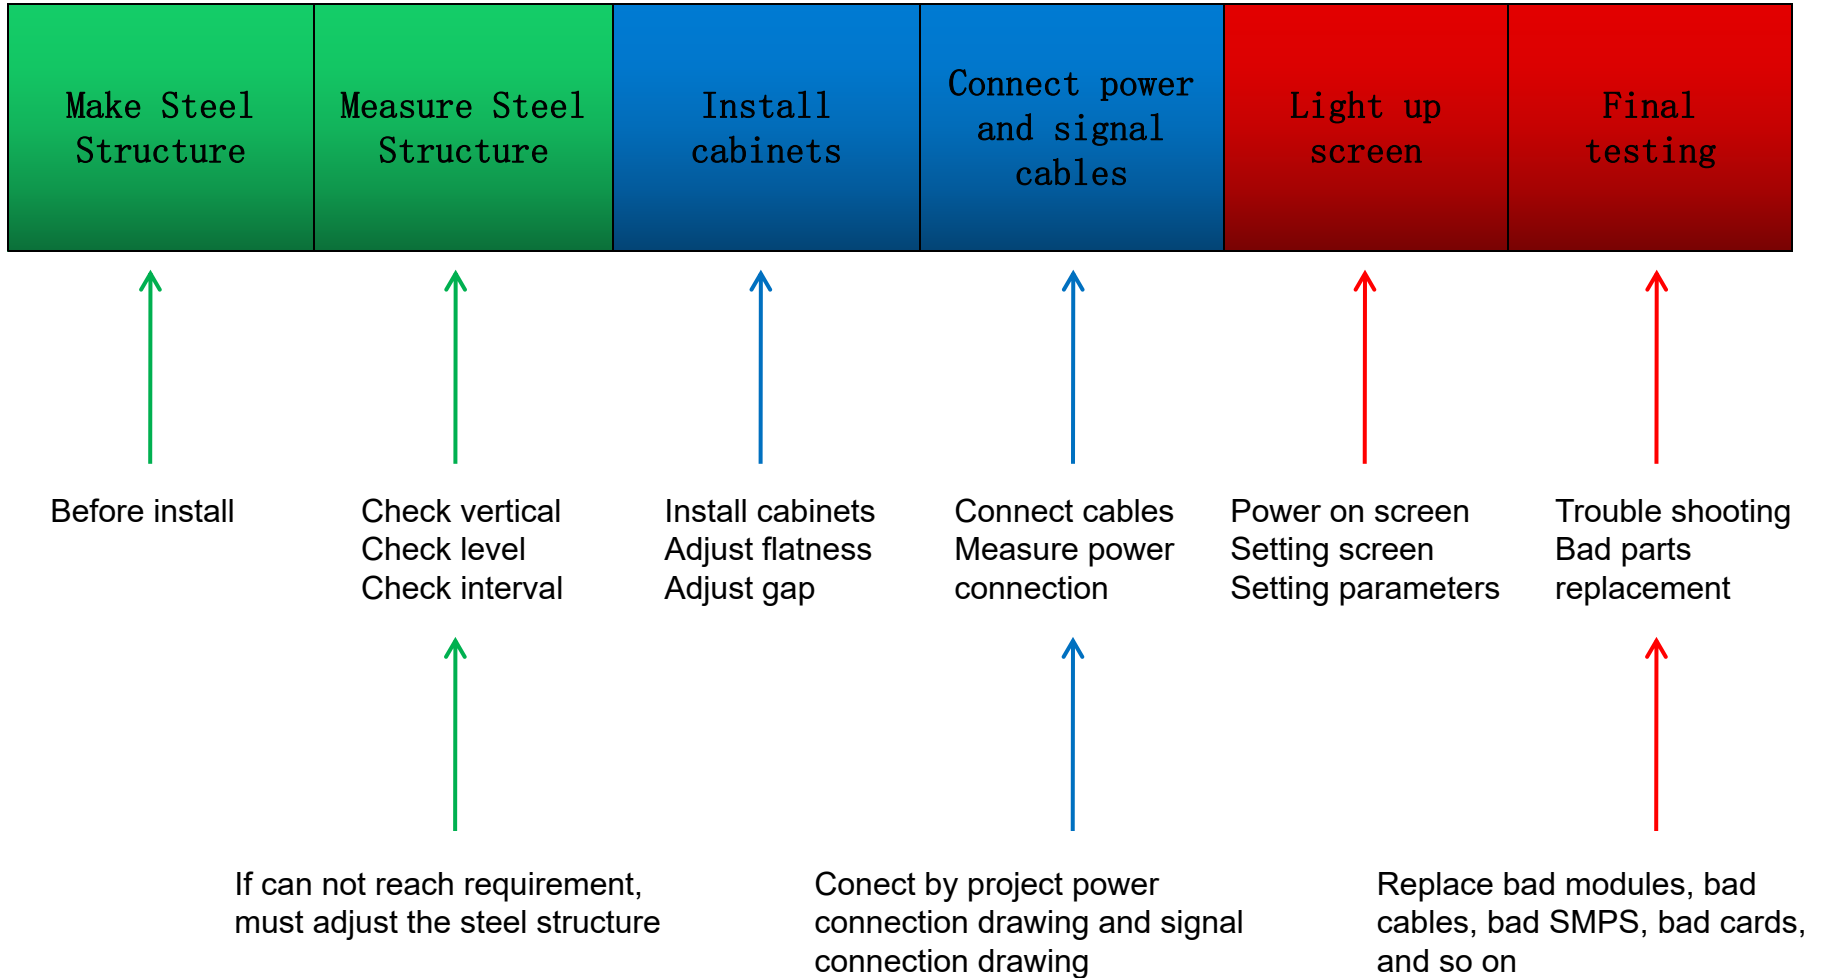 Make Steel
Structure
Measure Steel
Structure
Install
cabinets
Connect power
and signal
cables
Light up
screen
Final
testing
Before install
Check vertical
Check level
Check interval
Install cabinets
Adjust flatness
Adjust gap
Connect cables
Measure power
connection
Power on screen
Setting screen
Setting parameters
Trouble shooting
Bad parts
replacement
If can not reach requirement,
must adjust the steel structure
Conect by project power
connection drawing and signal
connection drawing
Replace bad modules, bad
cables, bad SMPS, bad cards,
and so on